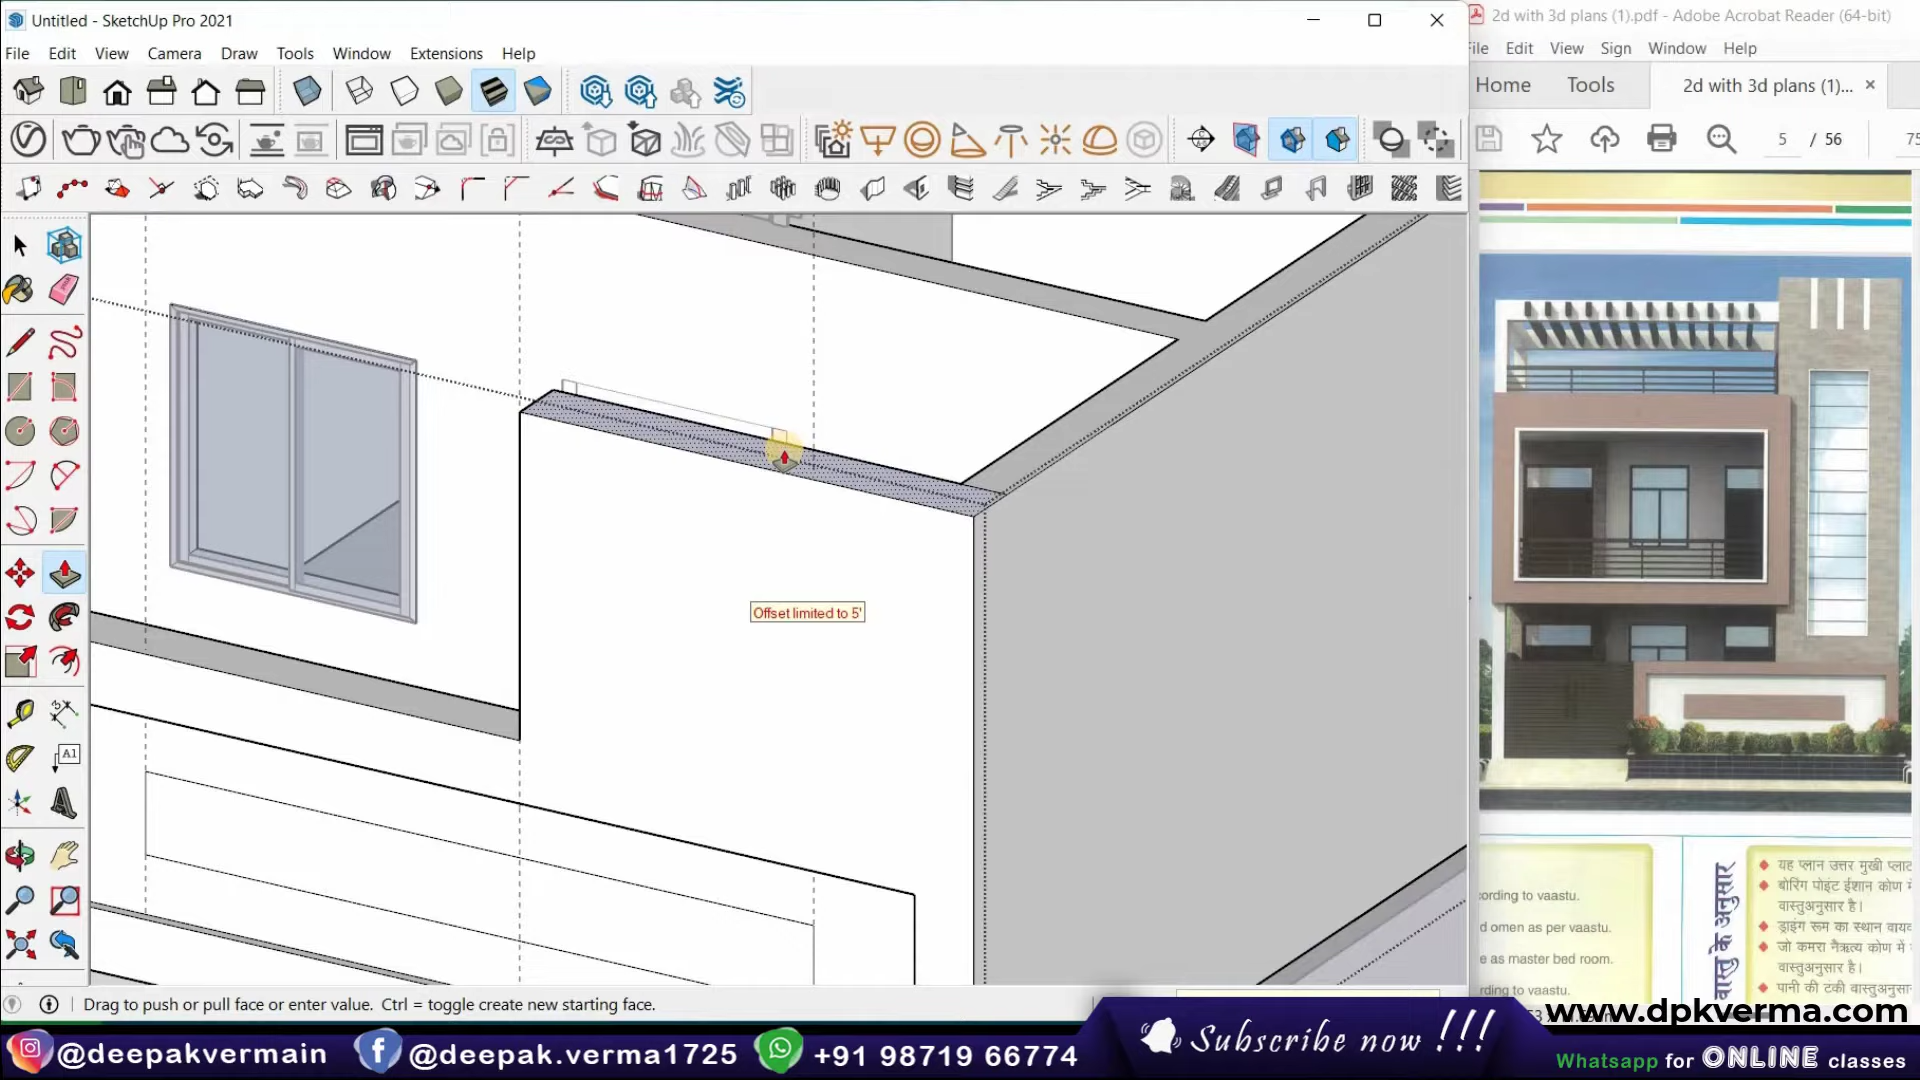 Untitled - SketchUp Pro 2021
File Edit View Camera Draw Tools Window Extensions Help
Offset limited to 5'
A1
Drag to push or pull face or enter value. Ctrl = toggle create new starting face.
2d with 3d plans (1).pdf - Adobe Acrobat Reader (64-bit)
File Edit View Sign Window Help
Home Tools 2d with 3d plans (1)... ×
5 / 56 75
cording to vaastu.
d omen as per vaastu.
e as master bed room.
rding to vaastu.
वास्तु के अनुसार
यह प्लान उत्तर मुखी प्लाट
बोरिंग पोइंट ईशान कोण में
वास्तुअनुसार है।
ड्राइंग रूम का स्थान वायव
जो कमरा नैऋत्य कोण में
वास्तुअनुसार है।
पानी की टंकी वास्तुअनुसार
www.dpkverma.com
@deepakvermain
@deepak.verma1725
+91 98719 66774
Subscribe now !!!
Whatsapp for ONLINE classes